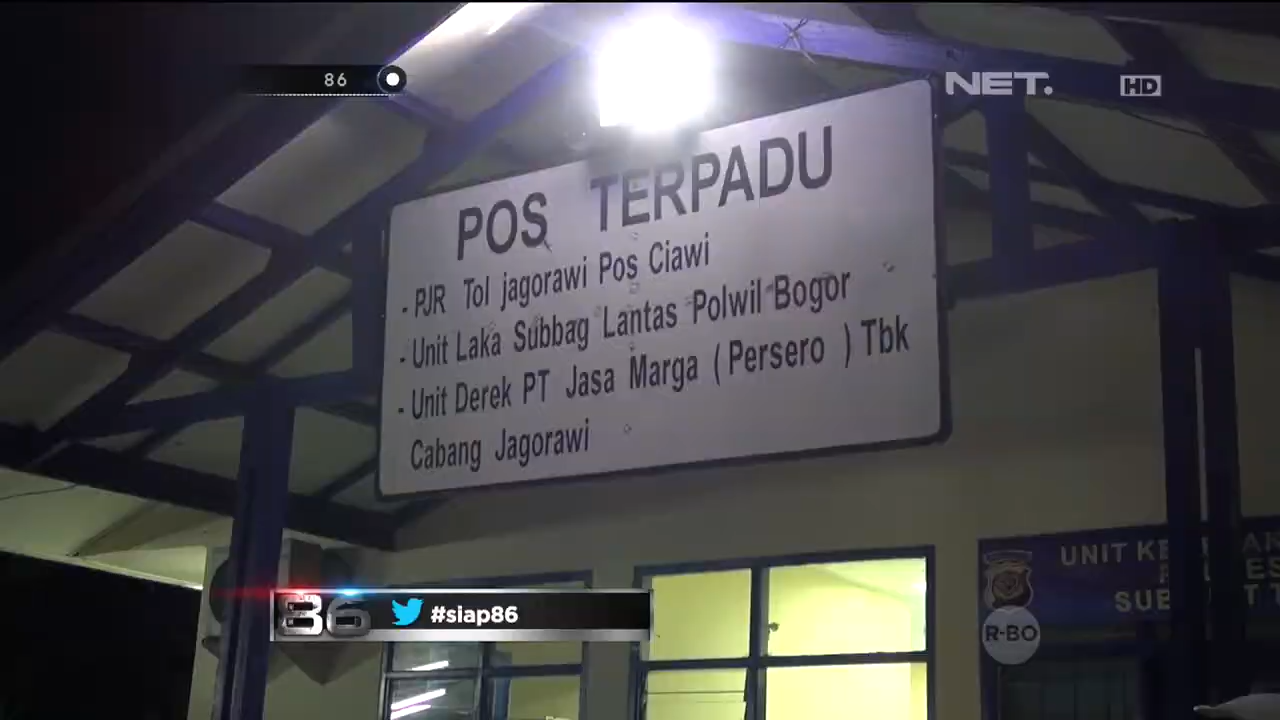 86
NET.
HD
POS TERPADU
- PJR Tol jagorawi Pos Ciawi
- Unit Laka Subbag Lantas Polwil Bogor
- Unit Derek PT Jasa Marga ( Persero ) Tbk
Cabang Jagorawi
UNIT
86 #siap86
R-BO